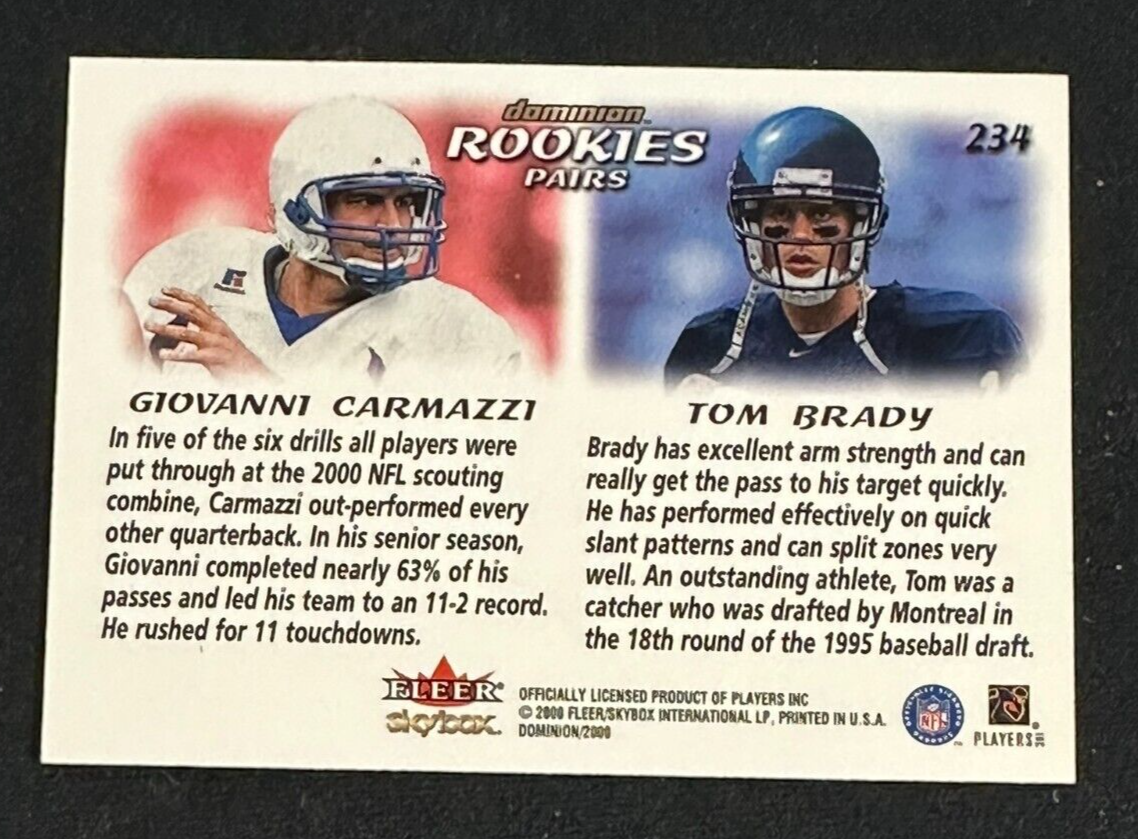 dominion
ROOKIES
PAIRS
234
GIOVANNI CARMAZZI
In five of the six drills all players were
put through at the 2000 NFL scouting
combine, Carmazzi out-performed every
other quarterback. In his senior season,
Giovanni completed nearly 63% of his
passes and led his team to an 11-2 record.
He rushed for 11 touchdowns.
TOM BRADY
Brady has excellent arm strength and can
really get the pass to his target quickly.
He has performed effectively on quick
slant patterns and can split zones very
well. An outstanding athlete, Tom was a
catcher who was drafted by Montreal in
the 18th round of the 1995 baseball draft.
FLEER
skybox
OFFICIALLY LICENSED PRODUCT OF PLAYERS INC
© 2000 FLEER/SKYBOX INTERNATIONAL LP, PRINTED IN U.S.A.
DOMINION/2000
NFL
PLAYERS INC